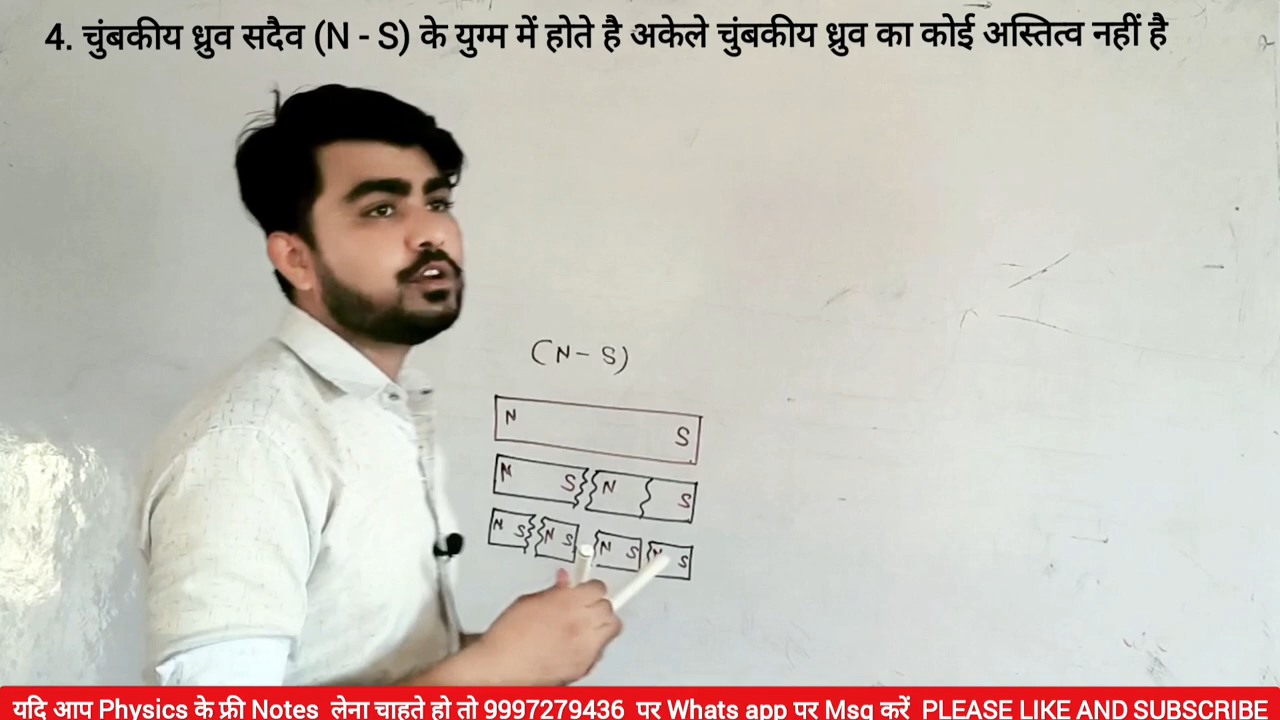 4. चुंबकीय ध्रुव सदैव (N - S) के युग्म में होते है अकेले चुंबकीय ध्रुव का कोई अस्तित्व नहीं है
(N - S)
N S
N S N S
N S N S N S N S
यदि आप Physics के फ्री Notes लेना चाहते हो तो 9997279436 पर Whats app पर Msg करें PLEASE LIKE AND SUBSCRIBE